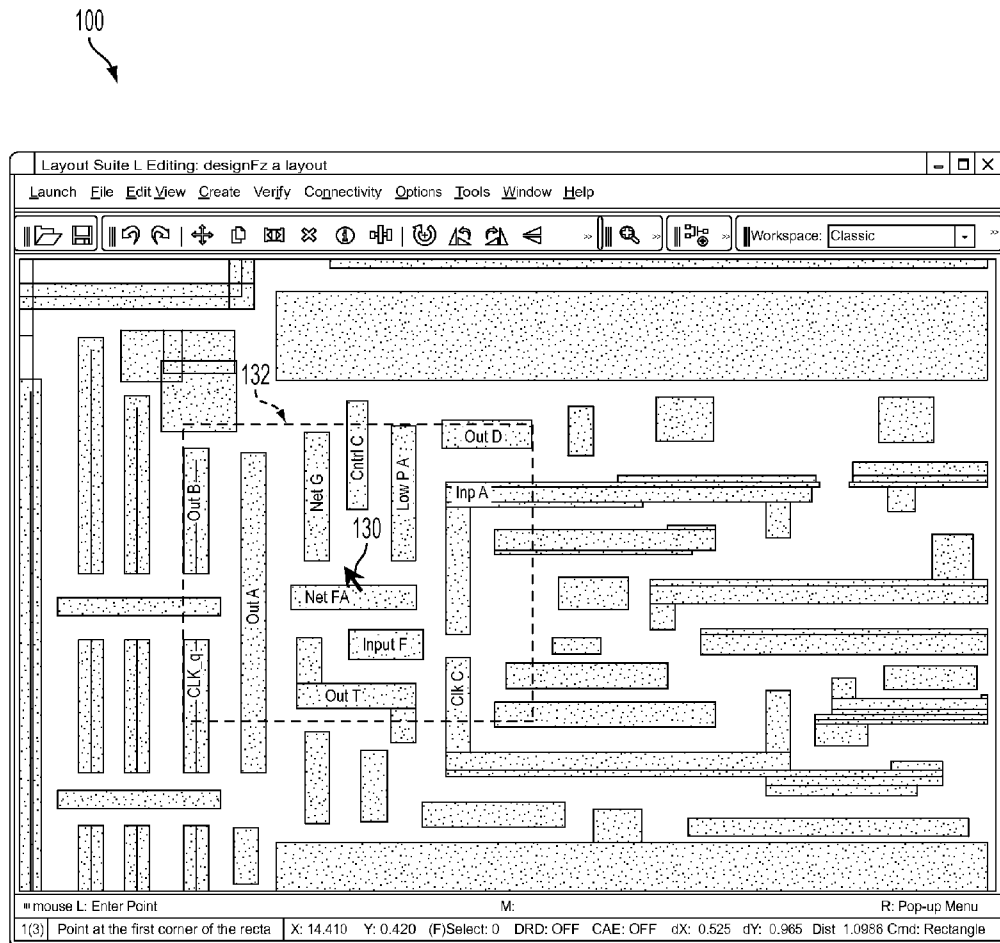 100
Layout Suite L Editing: designFz a layout
Launch File Edit View Create Verify Connectivity Options Tools Window Help
Workspace: Classic
132
Out B
Out A
Net G
Cntrl C
Low P A
Out D
Inp A
130
Net FA
Input F
CLK_q
Out T
Clk C
mouse L: Enter Point M: R: Pop-up Menu
1(3) Point at the first corner of the recta X: 14.410 Y: 0.420 (F)Select: 0 DRD: OFF CAE: OFF dX: 0.525 dY: 0.965 Dist 1.0986 Cmd: Rectangle